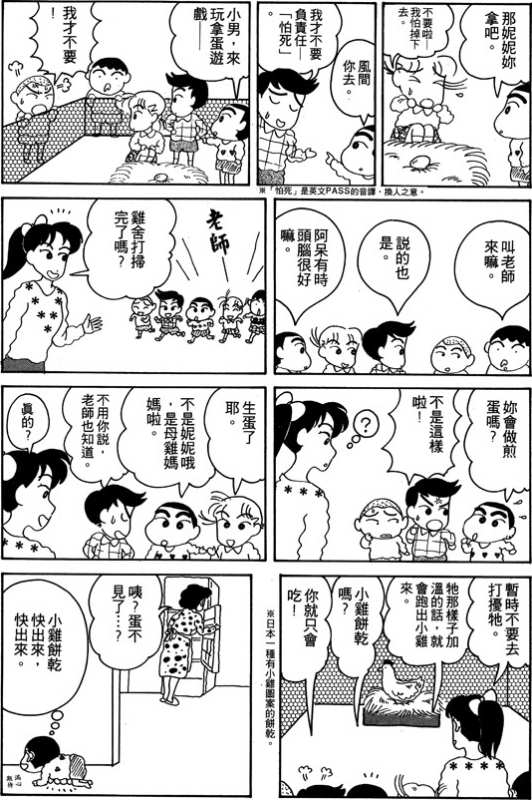 那妮妮妳
拿吧。
不要啦—
我怕掉下
去。
風間
你去。
我才不要
負責任—
「怕死」
小男，來
玩拿蛋遊
戲—
我才不要
！
※「怕死」是英文PASS的音譯，換人之意。
叫老師
來嘛。
說的也
是。
阿呆有時
頭腦很好
嘛。
老師
雞舍打掃
完了嗎？
妳會做煎
蛋嗎？
不是這樣
啦！
？
生蛋了
耶。
不是妮妮哦
，是母雞媽
媽啦。
不用你說，
老師也知道。
真的？
暫時不要去
打擾牠。
牠那樣子加
溫的話，就
會跑出小雞
來。
小雞餅乾
嗎？
你就只會
吃！
※日本一種有小雞圖案的餅乾。
咦？蛋不
見了…？
小雞餅乾
快出來，
快出來。
滿心
期待